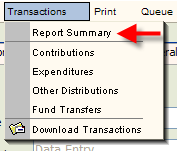 Transactions Print Queue
Report Summary
Contributions
Expenditures
Other Distributions
Fund Transfers
Download Transactions
Data Entry